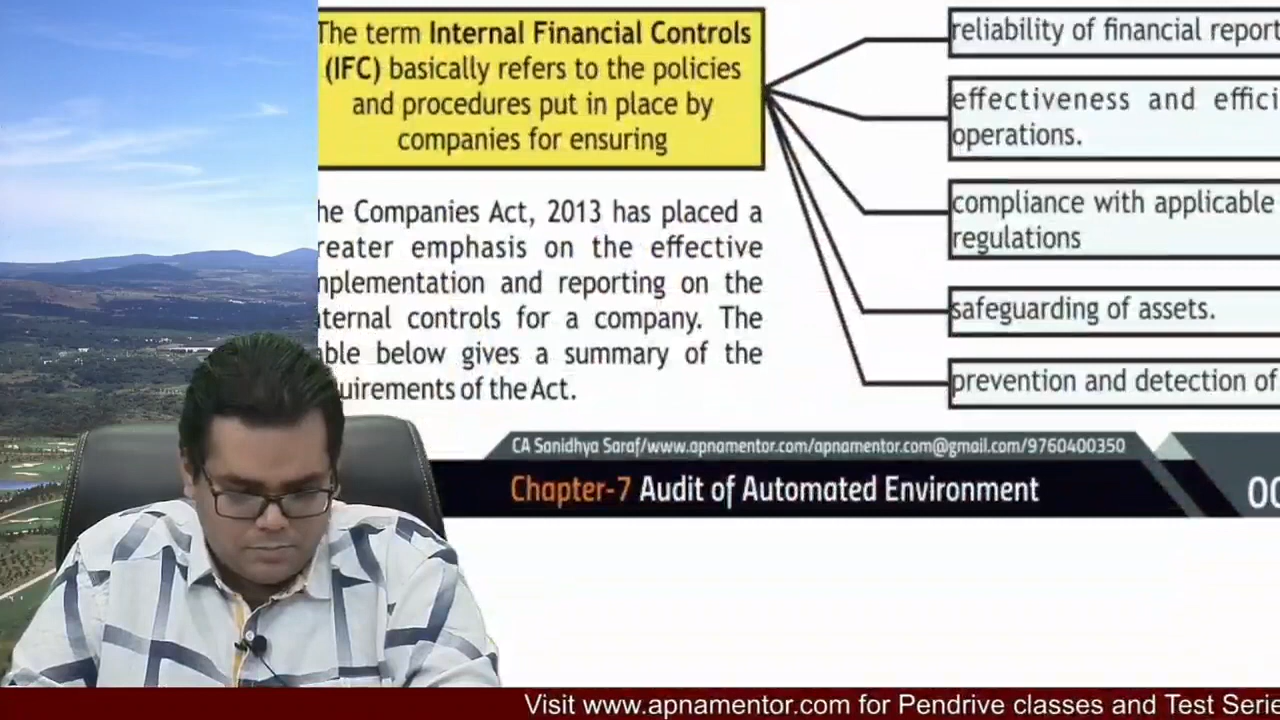 The term Internal Financial Controls
(IFC) basically refers to the policies
and procedures put in place by
companies for ensuring
reliability of financial report
effectiveness and effici
operations.
compliance with applicable
regulations
safeguarding of assets.
prevention and detection of
he Companies Act, 2013 has placed a
reater emphasis on the effective
nplementation and reporting on the
ternal controls for a company. The
able below gives a summary of the
uirements of the Act.
CA Sanidhya Saraf/www.apnamentor.com/apnamentor.com@gmail.com/9760400350
Chapter-7 Audit of Automated Environment
00
Visit www.apnamentor.com for Pendrive classes and Test Serie